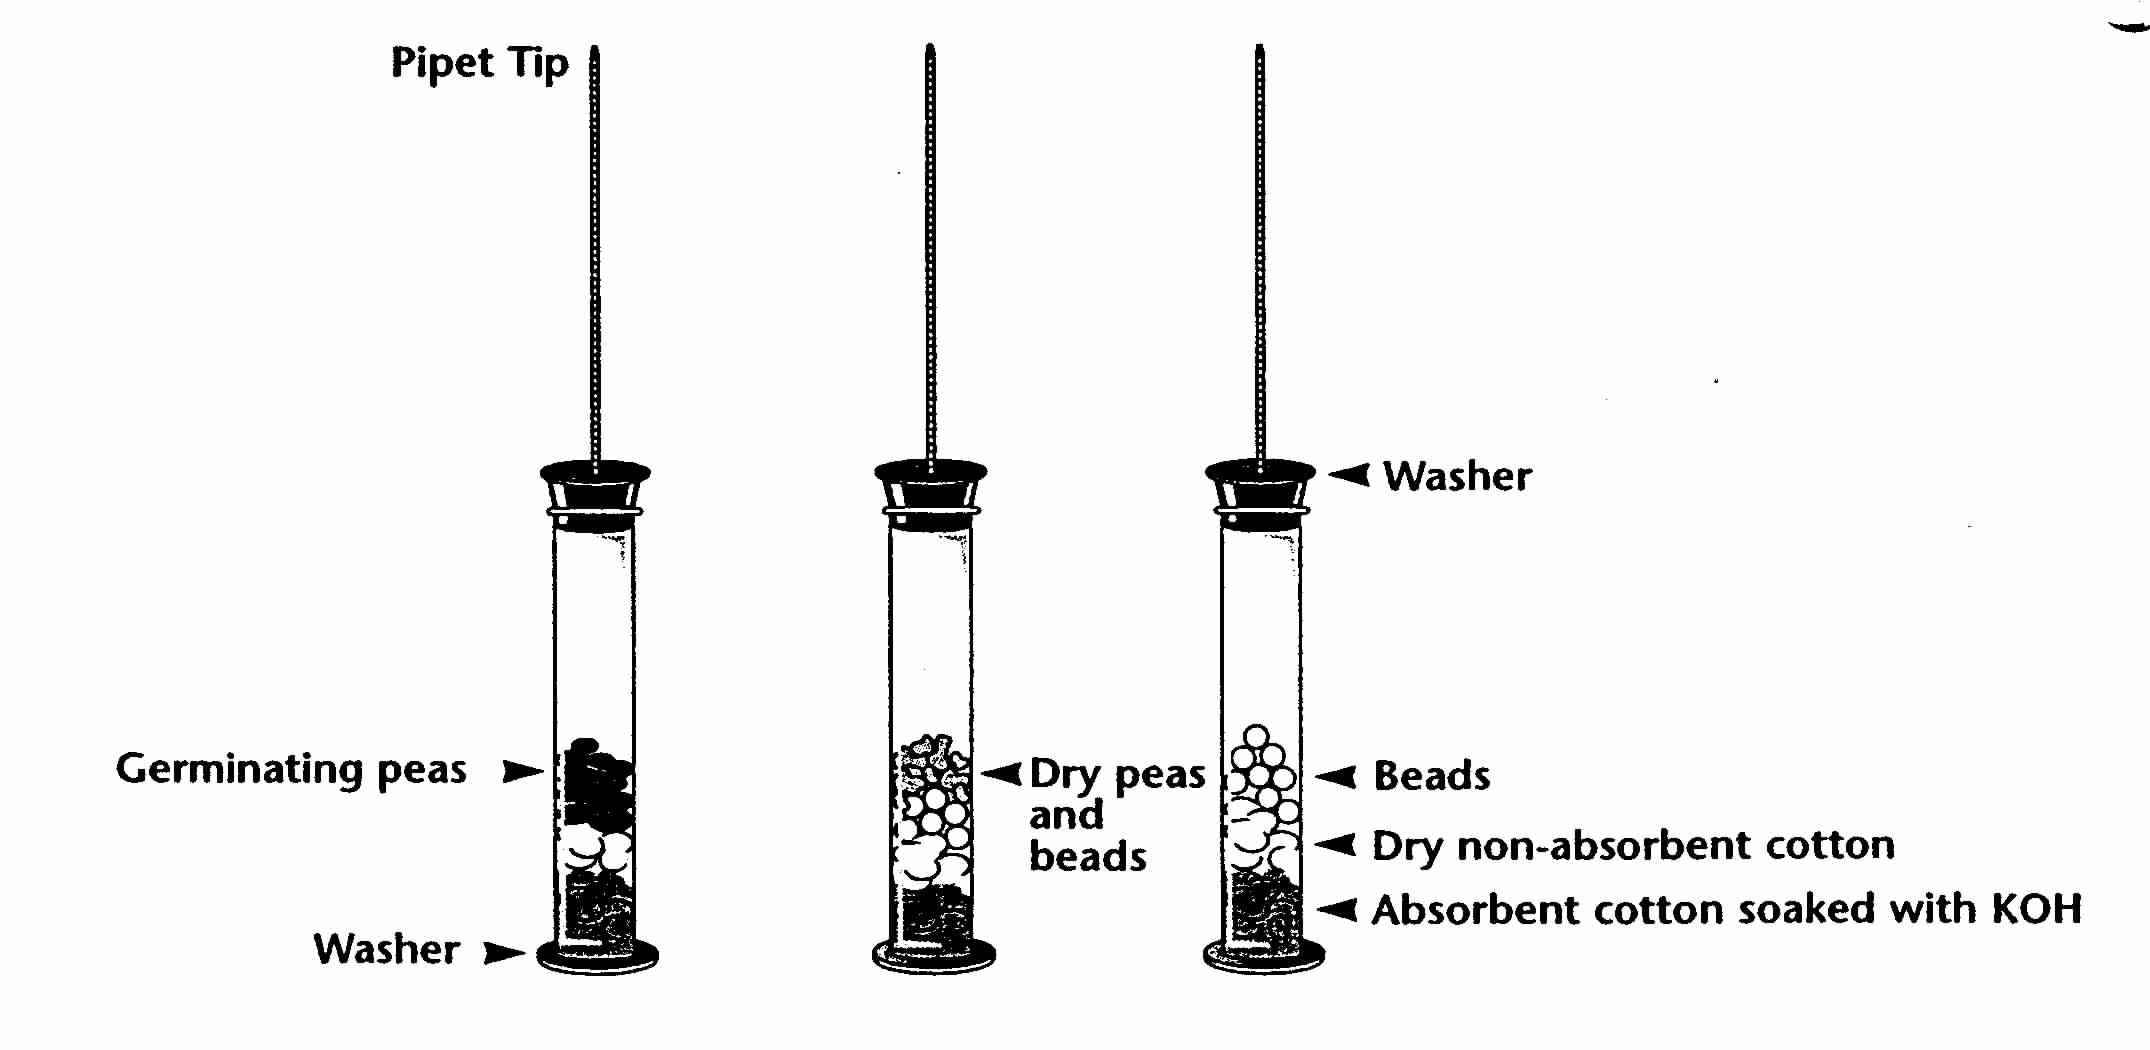 Pipet Tip
Washer
Germinating peas
Dry peas
and
beads
Beads
Dry non-absorbent cotton
Absorbent cotton soaked with KOH
Washer